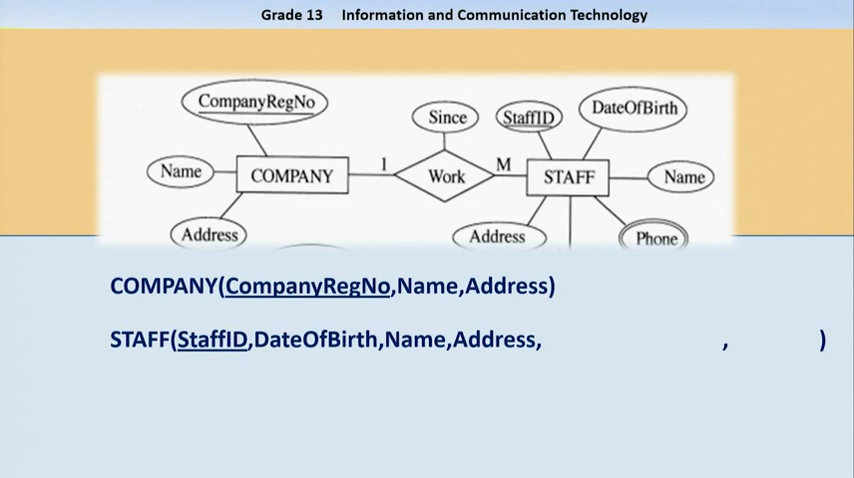 Grade 13 Information and Communication Technology
CompanyRegNo
Since
StaffID
DateOfBirth
Name
COMPANY
1
Work
M
STAFF
Name
Address
Address
Phone
COMPANY(CompanyRegNo,Name,Address)
STAFF(StaffID,DateOfBirth,Name,Address, , )